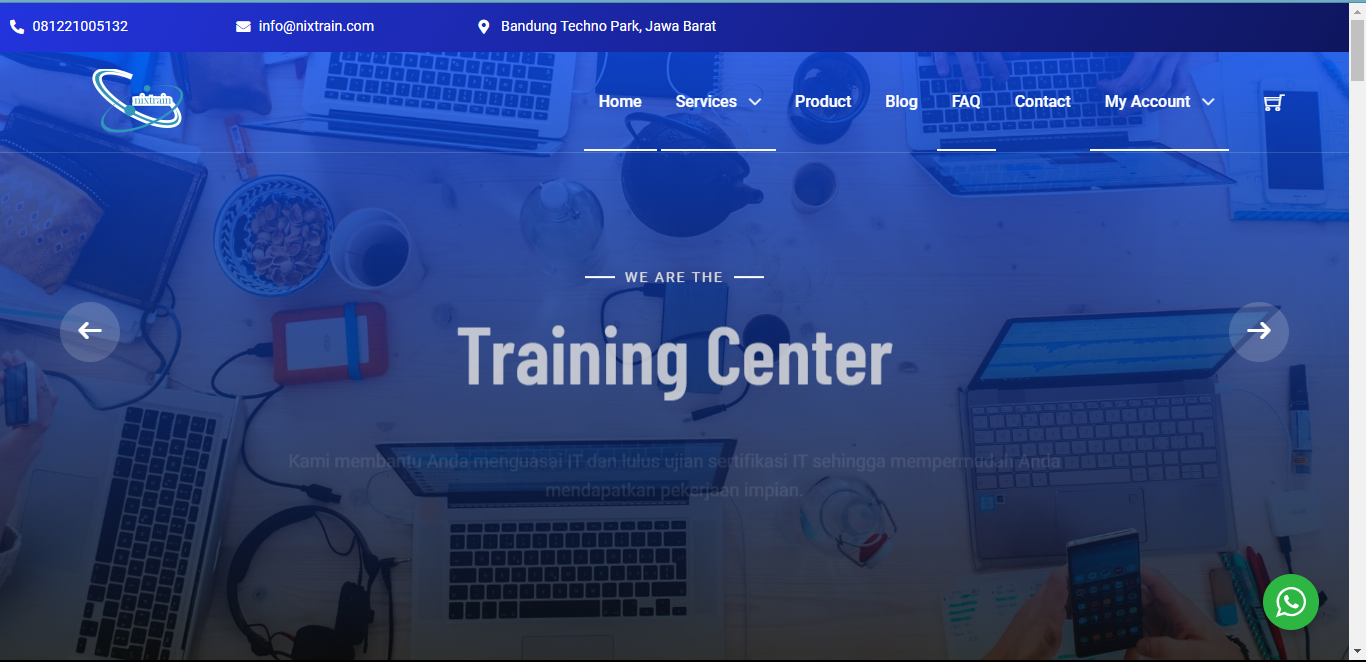 081221005132
info@nixtrain.com
Bandung Techno Park, Jawa Barat
nixtrain
Home Services Product Blog FAQ Contact My Account
WE ARE THE
Training Center
Kami membantu Anda menguasai IT dan lulus ujian sertifikasi IT sehingga mempermudah Anda
mendapatkan pekerjaan impian.